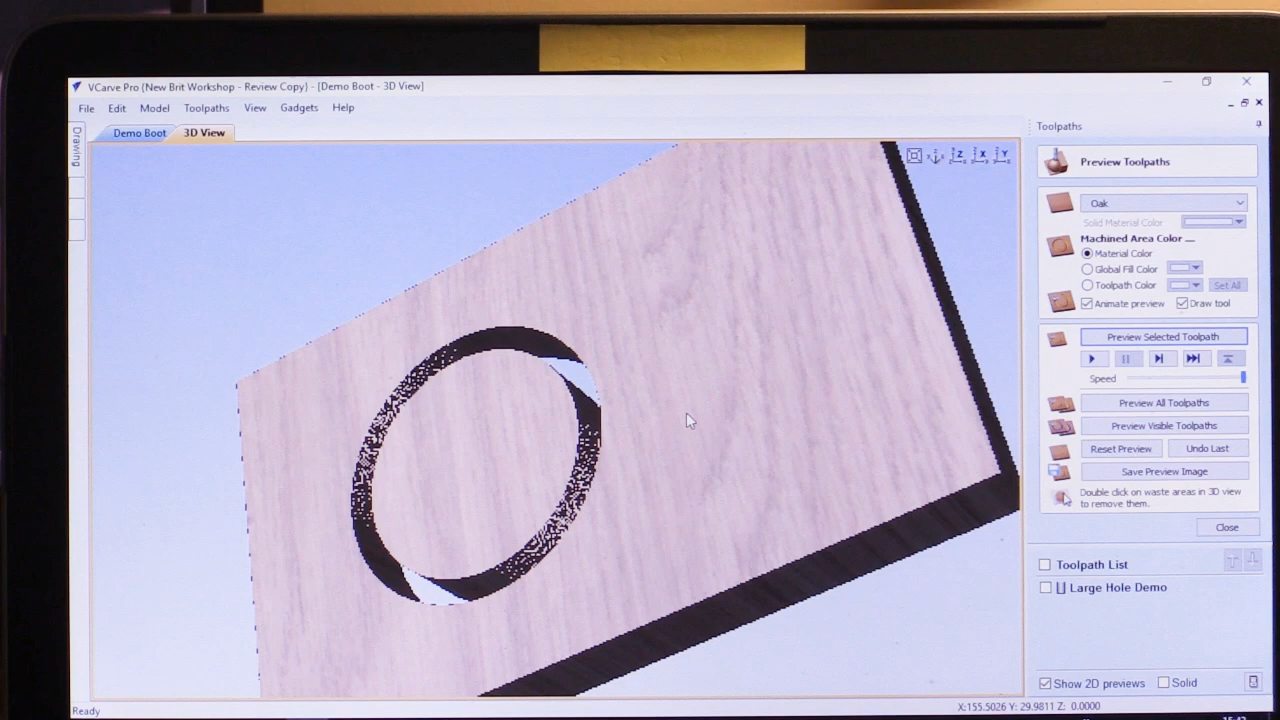 VCarve Pro {New Brit Workshop - Review Copy} - [Demo Boot - 3D View]
File Edit Model Toolpaths View Gadgets Help
Drawing
Demo Boot 3D View
Toolpaths
Preview Toolpaths
Oak
Solid Material Color
Machined Area Color
Material Color
Global Fill Color
Toolpath Color Set All
Animate preview Draw tool
Preview Selected Toolpath
Speed
Preview All Toolpaths
Preview Visible Toolpaths
Reset Preview Undo Last
Save Preview Image
Double click on waste areas in 3D view
to remove them.
Close
Toolpath List
Large Hole Demo
Show 2D previews Solid
Ready
X:155.5026 Y: 29.9811 Z: 0.0000